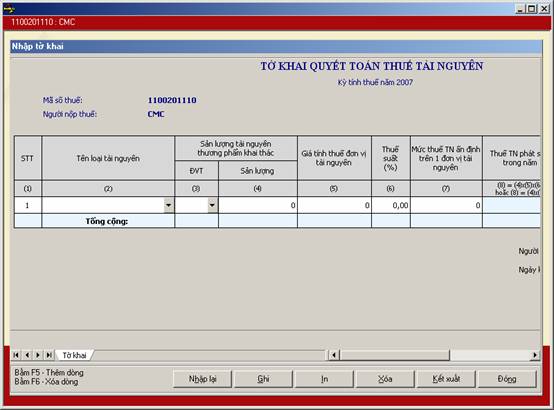 1100201110 : CMC
Nhập tờ khai
TỜ KHAI QUYẾT TOÁN THUẾ TÀI NGUYÊN
Kỳ tính thuế năm 2007
Mã số thuế: 1100201110
Người nộp thuế: CMC
STT
Tên loại tài nguyên
Sản lượng tài nguyên
thương phẩm khai thác
ĐVT Sản lượng
Giá tính thuế đơn vị
tài nguyên
Thuế
suất
(%)
Mức thuế TN ấn định
trên 1 đơn vị tài
nguyên
Thuế TN phát s
trong năm
(1) (2) (3) (4) (5) (6) (7)
(8) = (4)x(5)x(6
hoặc (8) = (4)x(
1 0 0 0,00 0
Tổng cộng:
Người
Ngày k
Tờ khai
Bấm F5 - Thêm dòng
Bấm F6 - Xóa dòng
Nhập lại Ghi In Xóa Kết xuất Đóng